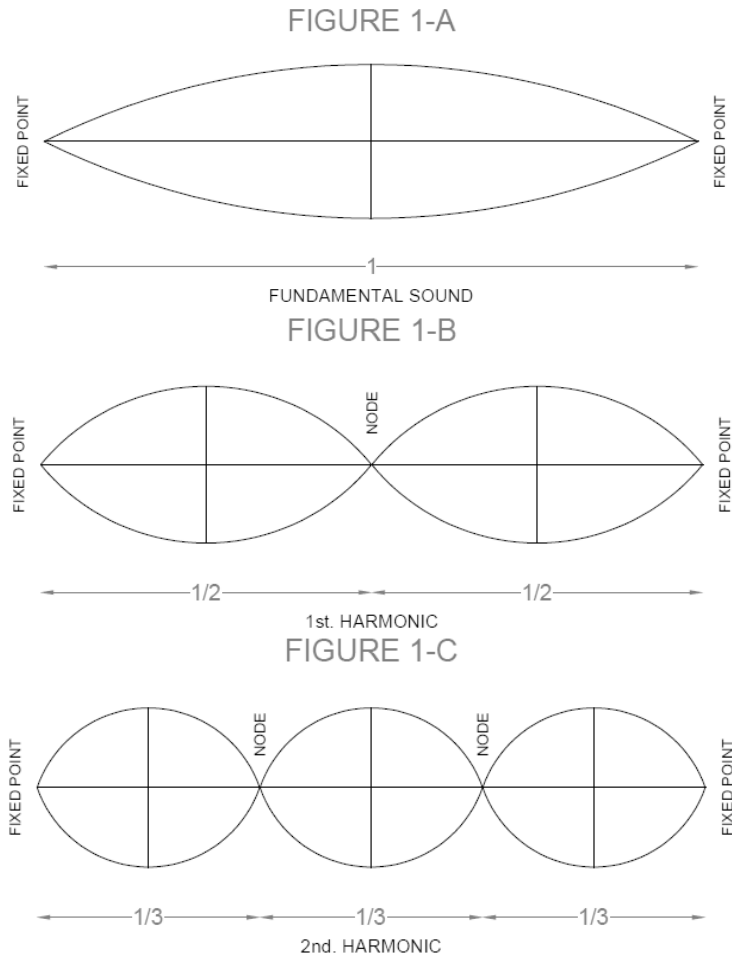 FIGURE 1-A
FIXED POINT
FIXED POINT
1
FUNDAMENTAL SOUND
FIGURE 1-B
FIXED POINT
NODE
FIXED POINT
1/2
1/2
1st. HARMONIC
FIGURE 1-C
FIXED POINT
NODE
NODE
FIXED POINT
1/3
1/3
1/3
2nd. HARMONIC